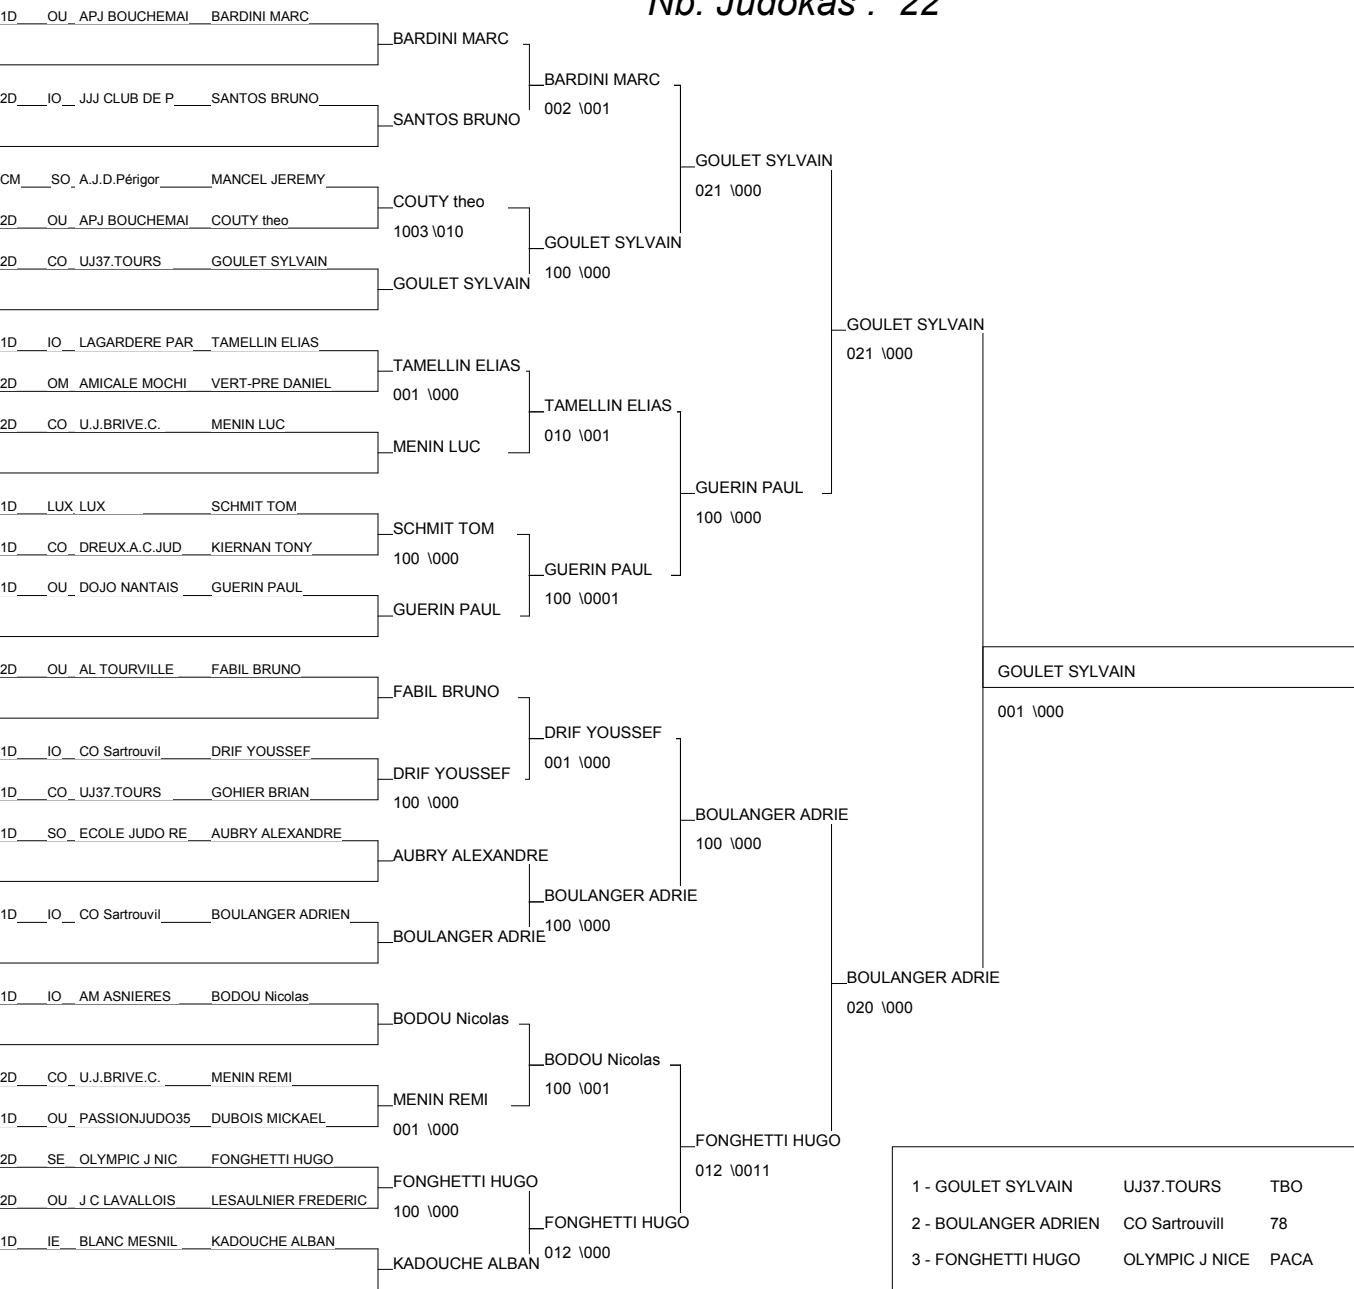 Nb. Judokas : 22
1D OU APJ BOUCHEMAI BARDINI MARC
BARDINI MARC
BARDINI MARC
002 \001
2D IO JJJ CLUB DE P SANTOS BRUNO
SANTOS BRUNO
GOULET SYLVAIN
021 \000
CM SO A.J.D.Périgor MANCEL JEREMY
COUTY theo
1003 \010
2D OU APJ BOUCHEMAI COUTY theo
GOULET SYLVAIN
100 \000
2D CO UJ37.TOURS GOULET SYLVAIN
GOULET SYLVAIN
GOULET SYLVAIN
021 \000
1D IO LAGARDERE PAR TAMELLIN ELIAS
TAMELLIN ELIAS
001 \000
2D OM AMICALE MOCHI VERT-PRE DANIEL
TAMELLIN ELIAS
010 \001
2D CO U.J.BRIVE.C. MENIN LUC
MENIN LUC
GUERIN PAUL
100 \000
1D LUX LUX SCHMIT TOM
SCHMIT TOM
100 \000
1D CO DREUX.A.C.JUD KIERNAN TONY
GUERIN PAUL
100 \0001
1D OU DOJO NANTAIS GUERIN PAUL
GUERIN PAUL
2D OU AL TOURVILLE FABIL BRUNO
GOULET SYLVAIN
001 \000
FABIL BRUNO
DRIF YOUSSEF
001 \000
1D IO CO Sartrouvil DRIF YOUSSEF
DRIF YOUSSEF
100 \000
1D CO UJ37.TOURS GOHIER BRIAN
BOULANGER ADRIE
100 \000
1D SO ECOLE JUDO RE AUBRY ALEXANDRE
AUBRY ALEXANDRE
BOULANGER ADRIE
100 \000
1D IO CO Sartrouvil BOULANGER ADRIEN
BOULANGER ADRIE
BOULANGER ADRIE
020 \000
1D IO AM ASNIERES BODOU Nicolas
BODOU Nicolas
BODOU Nicolas
100 \001
2D CO U.J.BRIVE.C. MENIN REMI
MENIN REMI
001 \000
1D OU PASSIONJUDO35 DUBOIS MICKAEL
FONGHETTI HUGO
012 \0011
2D SE OLYMPIC J NIC FONGHETTI HUGO
FONGHETTI HUGO
100 \000
2D OU J C LAVALLOIS LESAULNIER FREDERIC
FONGHETTI HUGO
012 \000
1D IE BLANC MESNIL KADOUCHE ALBAN
KADOUCHE ALBAN
1 - GOULET SYLVAIN UJ37.TOURS TBO
2 - BOULANGER ADRIEN CO Sartrouvill 78
3 - FONGHETTI HUGO OLYMPIC J NICE PACA